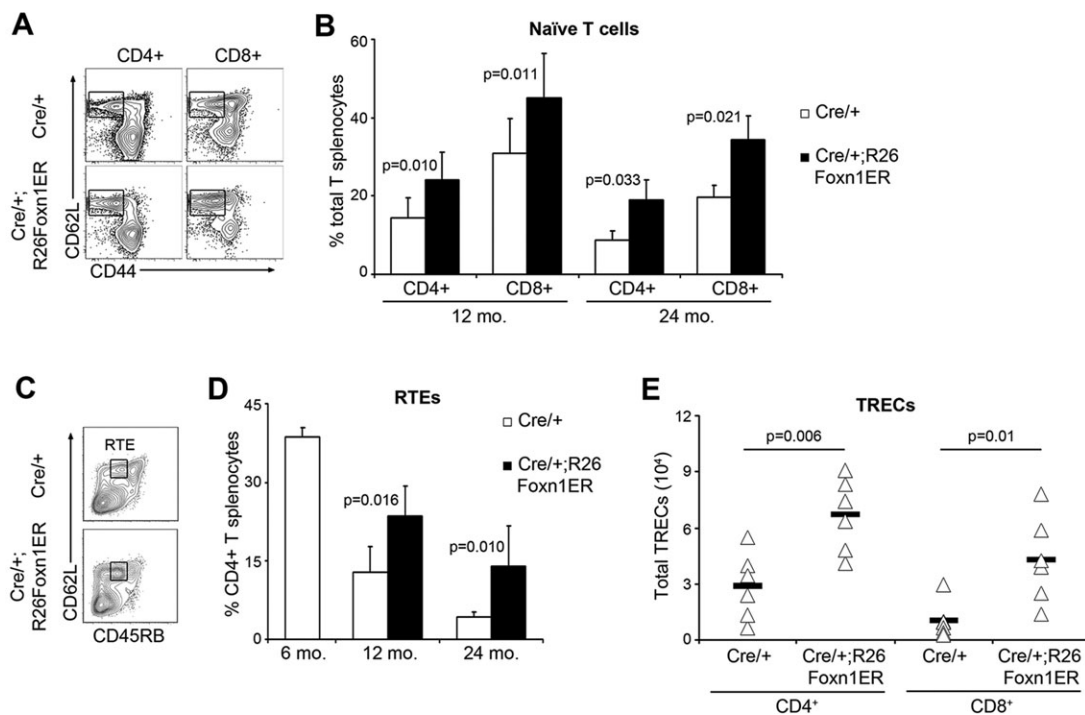 A
CD4+
CD8+
Cre/+
Cre/+;
R26Foxn1ER
CD62L
CD44
B
Naïve T cells
% total T splenocytes
60
40
20
0
p=0.010
p=0.011
p=0.033
p=0.021
CD4+
CD8+
CD4+
CD8+
12 mo.
24 mo.
Cre/+
Cre/+;R26
Foxn1ER
C
RTE
Cre/+
Cre/+;
R26Foxn1ER
CD62L
CD45RB
D
RTEs
% CD4+ T splenocytes
45
30
15
0
p=0.016
p=0.010
6 mo.
12 mo.
24 mo.
Cre/+
Cre/+;R26
Foxn1ER
E
TRECs
Total TRECs (10⁴)
12
9
6
3
0
p=0.006
p=0.01
Cre/+
Cre/+;R26
Foxn1ER
Cre/+
Cre/+;R26
Foxn1ER
CD4⁺
CD8⁺